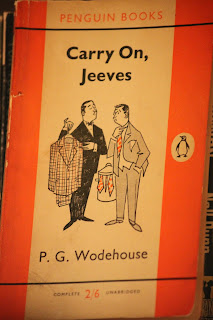 PENGUIN BOOKS
Carry On,
Jeeves
P. G. Wodehouse
COMPLETE 2/6 UNABRIDGED